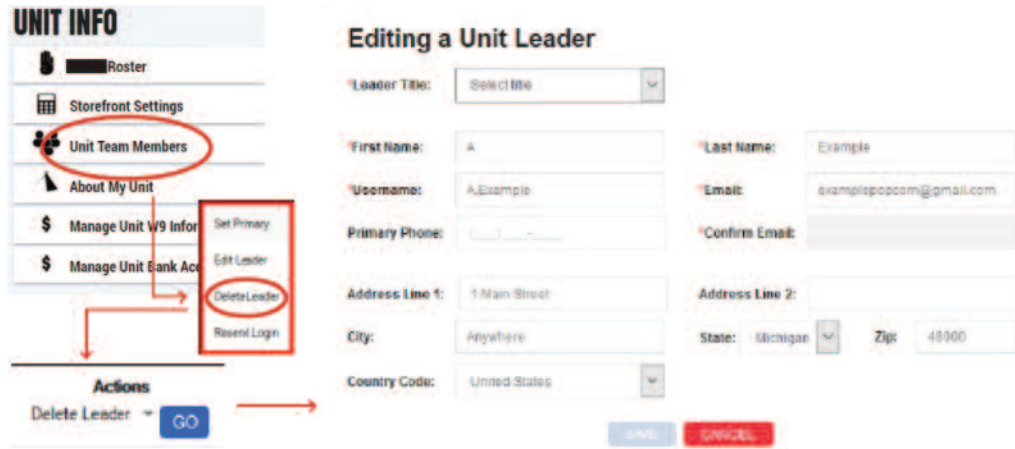 UNIT INFO
Roster
Storefront Settings
Unit Team Members
About My Unit
$ Manage Unit W9 Infor
$ Manage Unit Bank Acc
Set Primary
Edit Leader
Delete Leader
Resend Login
Actions
Delete Leader
GO
Editing a Unit Leader
*Leader Title: Select title
*First Name: A *Last Name: Example
*Username: A.Example *Email: examplepopcorn@gmail.com
Primary Phone: (___) ___-____ *Confirm Email:
Address Line 1: 1 Main Street Address Line 2:
City: Anywhere State: Michigan Zip: 48000
Country Code: United States
SAVE CANCEL